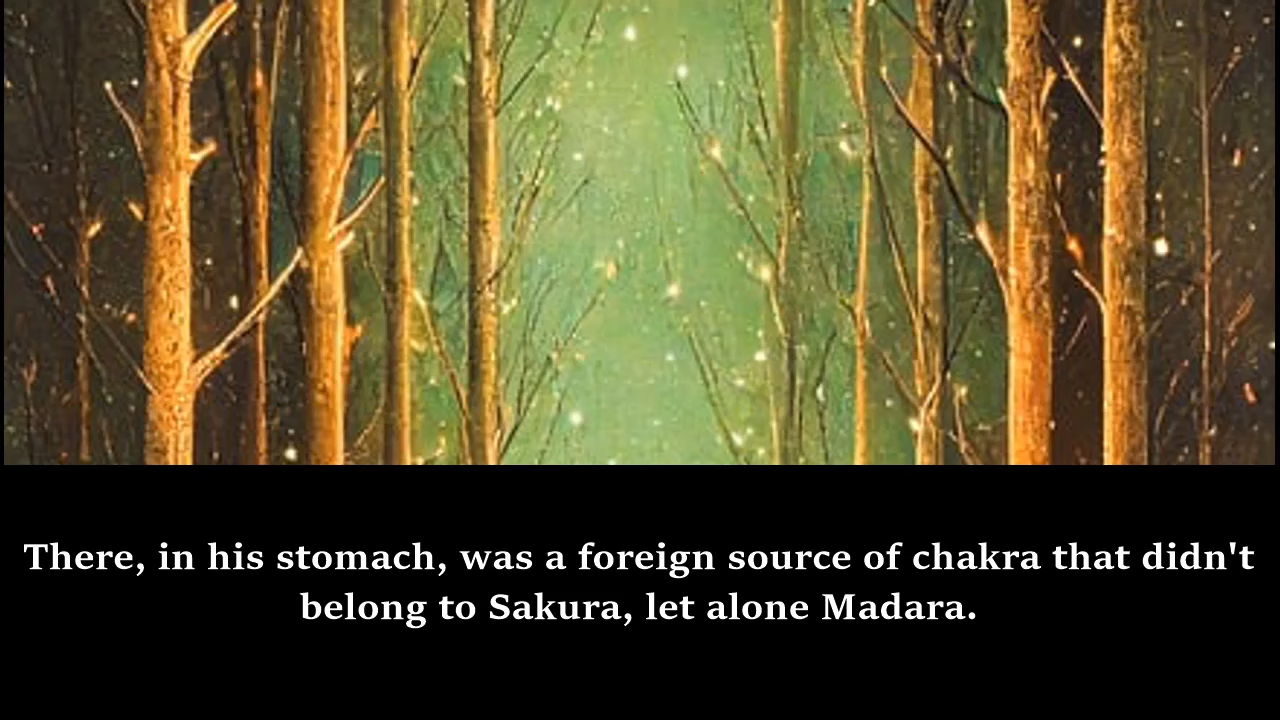 There, in his stomach, was a foreign source of chakra that didn't
belong to Sakura, let alone Madara.